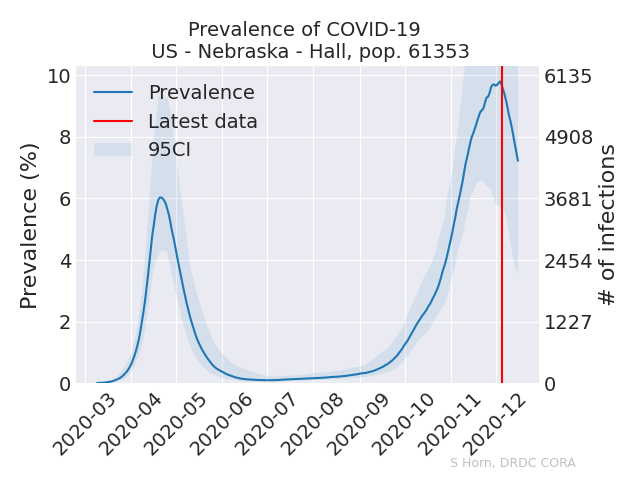 Prevalence of COVID-19
US - Nebraska - Hall, pop. 61353
Prevalence
Latest data
95CI
Prevalence (%)
10
8
6
4
2
0
6135
4908
3681
2454
1227
0
# of infections
2020-03
2020-04
2020-05
2020-06
2020-07
2020-08
2020-09
2020-10
2020-11
2020-12
S Horn, DRDC CORA